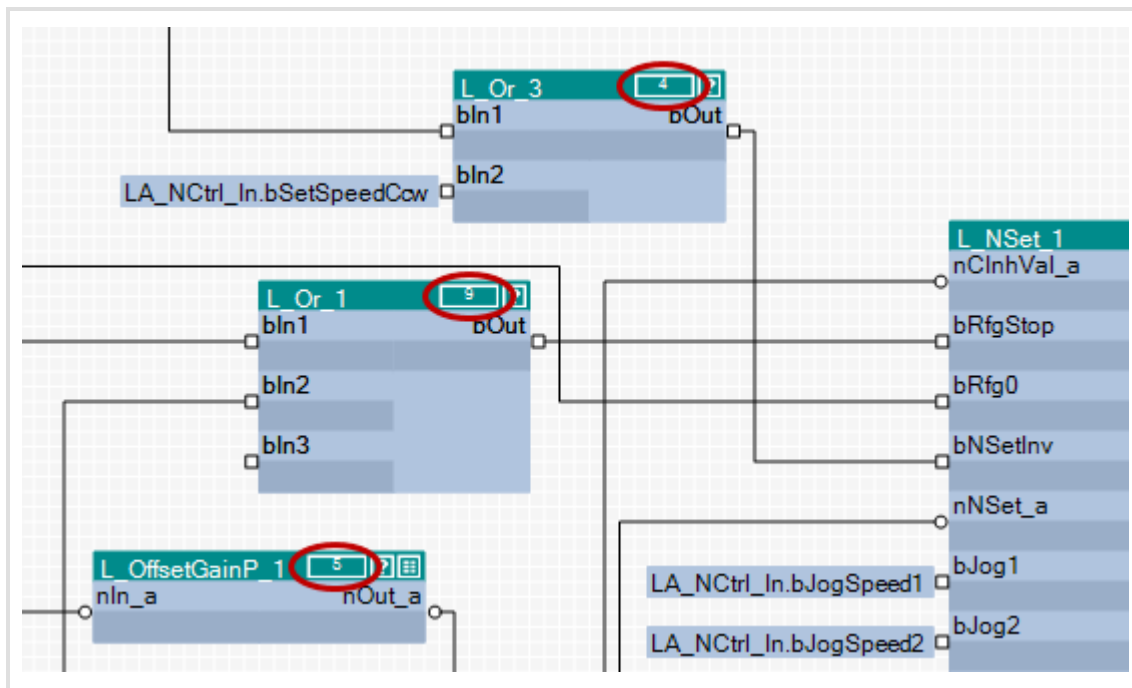 L_Or_3 4 ?
bIn1 bOut
bIn2
LA_NCtrl_In.bSetSpeedCcw
L_NSet_1
nCInhVal_a
L_Or_1 9 ?
bIn1 bOut
bRfgStop
bIn2
bRfg0
bIn3
bNSetInv
nNSet_a
L_OffsetGainP_1 5 ?
nIn_a nOut_a
bJog1
LA_NCtrl_In.bJogSpeed1
bJog2
LA_NCtrl_In.bJogSpeed2